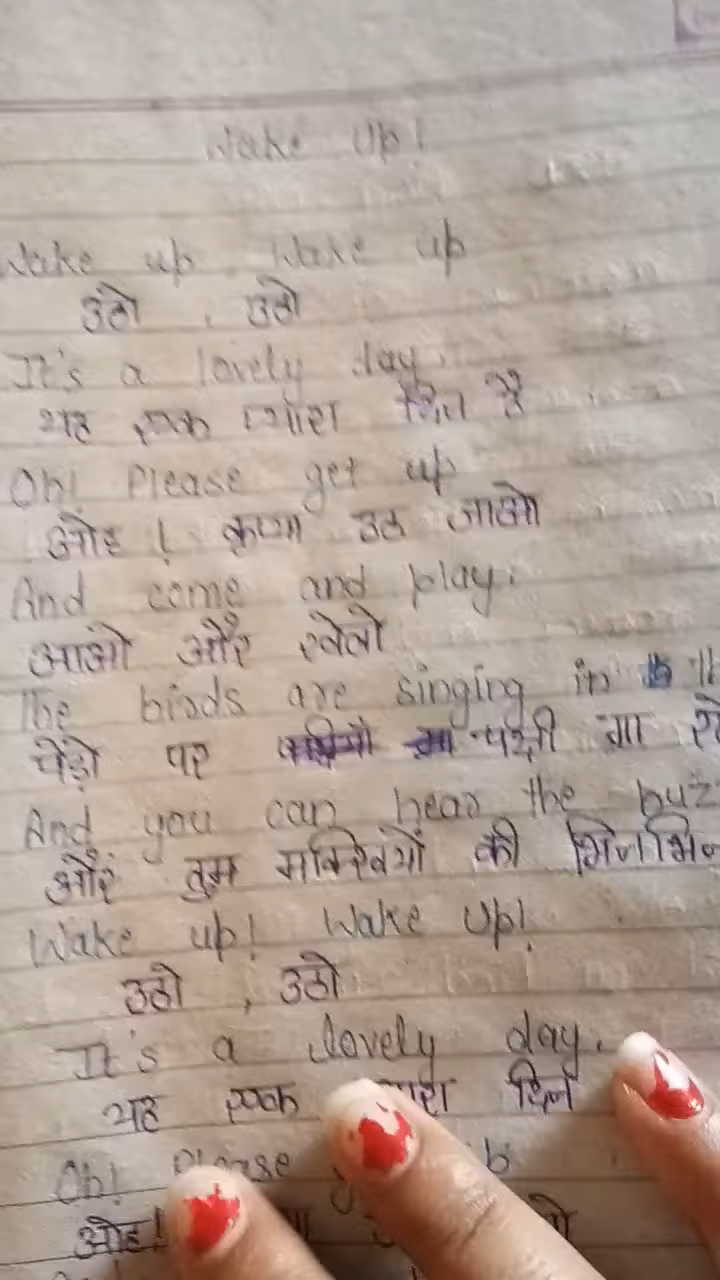 Wake Up!
Wake up, Wake up
उठो , उठो
It's a lovely day.
यह एक प्यारा दिन है
Oh! Please get up
ओह ! कृप्या उठ जाओ
And come and play.
आओ और खेलो
The birds are singing in
पेड़ो पर पक्षी गा
And you can hear the
और तुम मक्खियों की
Wake up! Wake Up!
उठो , उठो
It's a lovely day.
यह एक दिन
Oh! Please
ओह!